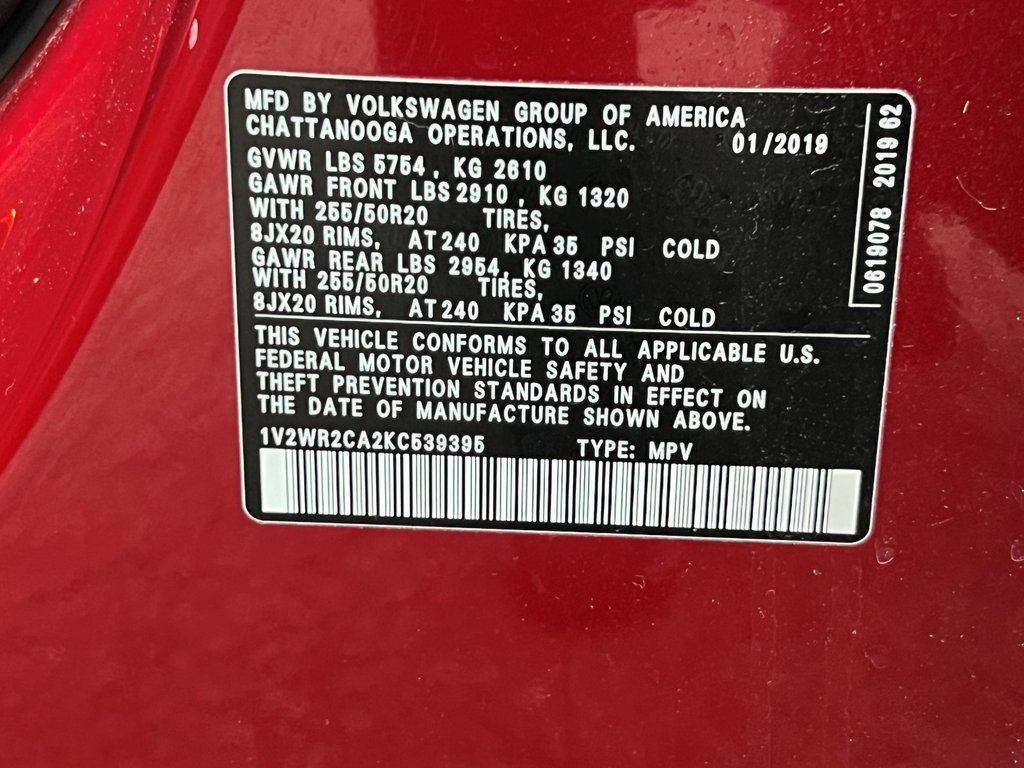 MFD BY VOLKSWAGEN GROUP OF AMERICA
CHATTANOOGA OPERATIONS, LLC. 01/2019
GVWR LBS 5754, KG 2610
GAWR FRONT LBS 2910, KG 1320
WITH 255/50R20 TIRES,
8JX20 RIMS, AT 240 KPA 35 PSI COLD
GAWR REAR LBS 2954, KG 1340
WITH 255/50R20 TIRES,
8JX20 RIMS, AT 240 KPA 35 PSI COLD
THIS VEHICLE CONFORMS TO ALL APPLICABLE U.S.
FEDERAL MOTOR VEHICLE SAFETY AND
THEFT PREVENTION STANDARDS IN EFFECT ON
THE DATE OF MANUFACTURE SHOWN ABOVE.
1V2WR2CA2KC539395 TYPE: MPV
0619078 2019 62